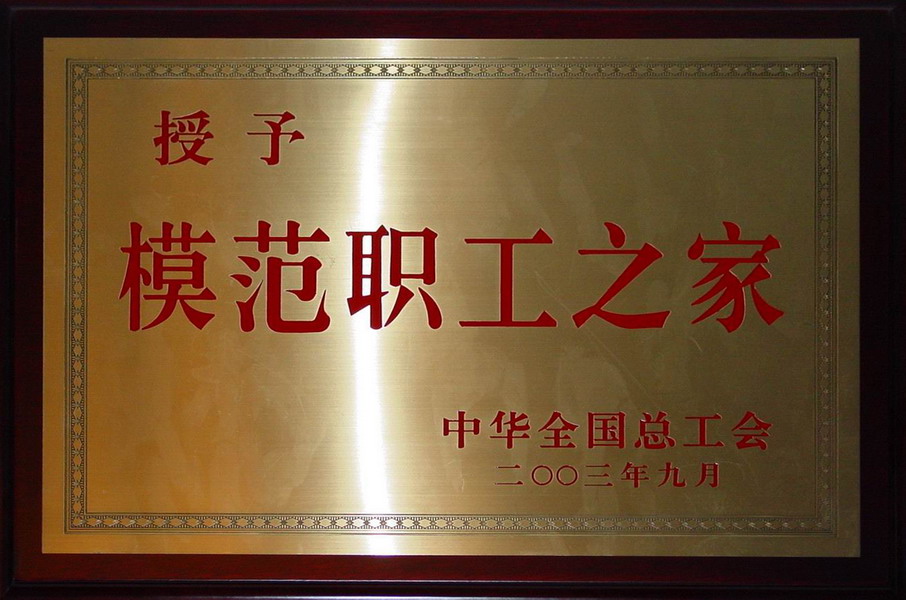 授予
模范职工之家
中华全国总工会
二〇〇三年九月